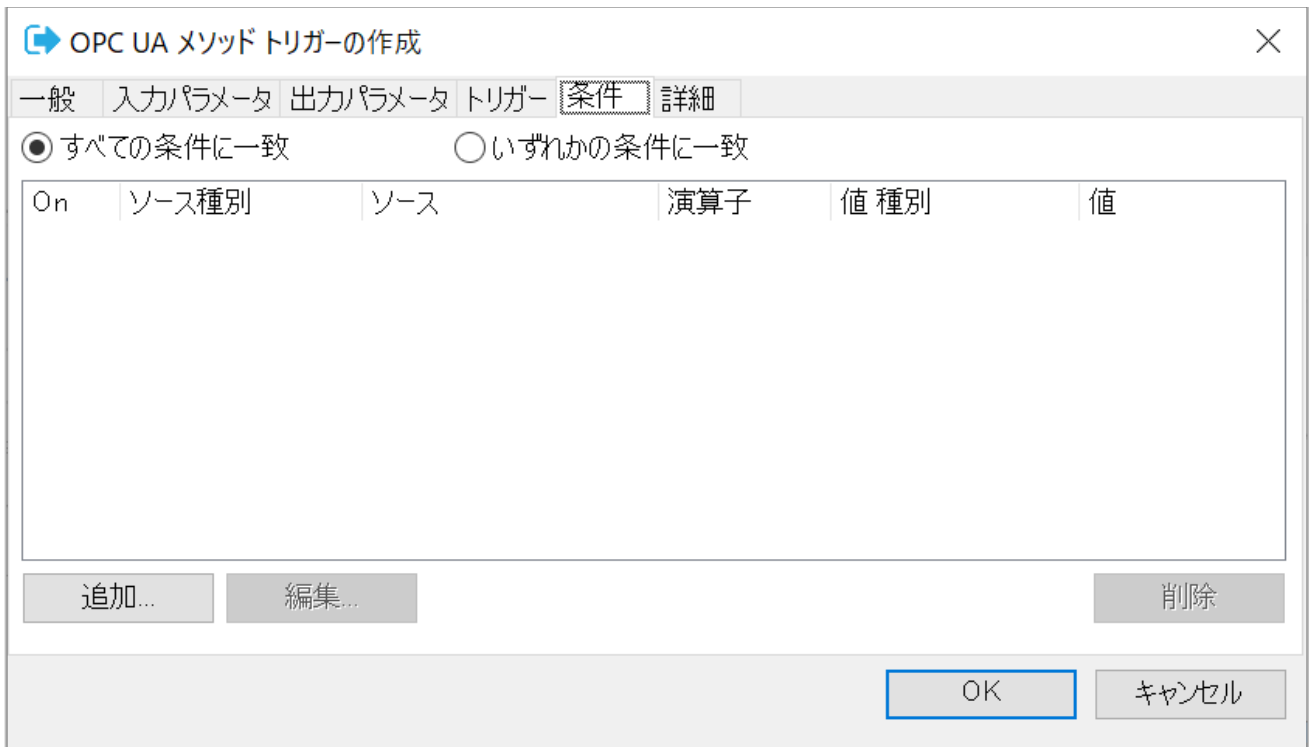 OPC UA メソッド トリガーの作成
一般 入力パラメータ 出力パラメータ トリガー 条件 詳細
すべての条件に一致 いずれかの条件に一致
On ソース種別 ソース 演算子 値 種別 値
追加... 編集... 削除
OK キャンセル